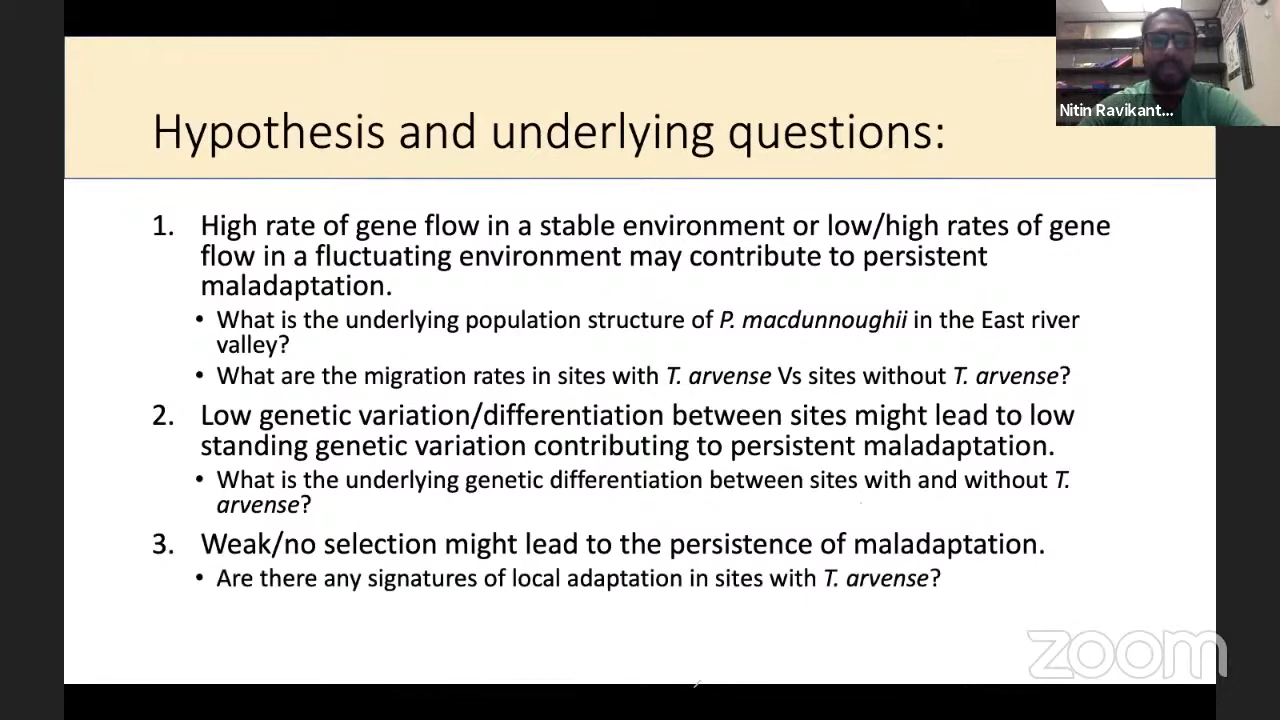 Nitin Ravikant...
Hypothesis and underlying questions:
1. High rate of gene flow in a stable environment or low/high rates of gene
flow in a fluctuating environment may contribute to persistent
maladaptation.
• What is the underlying population structure of P. macdunnoughii in the East river
valley?
• What are the migration rates in sites with T. arvense Vs sites without T. arvense?
2. Low genetic variation/differentiation between sites might lead to low
standing genetic variation contributing to persistent maladaptation.
• What is the underlying genetic differentiation between sites with and without T.
arvense?
3. Weak/no selection might lead to the persistence of maladaptation.
• Are there any signatures of local adaptation in sites with T. arvense?
zoom